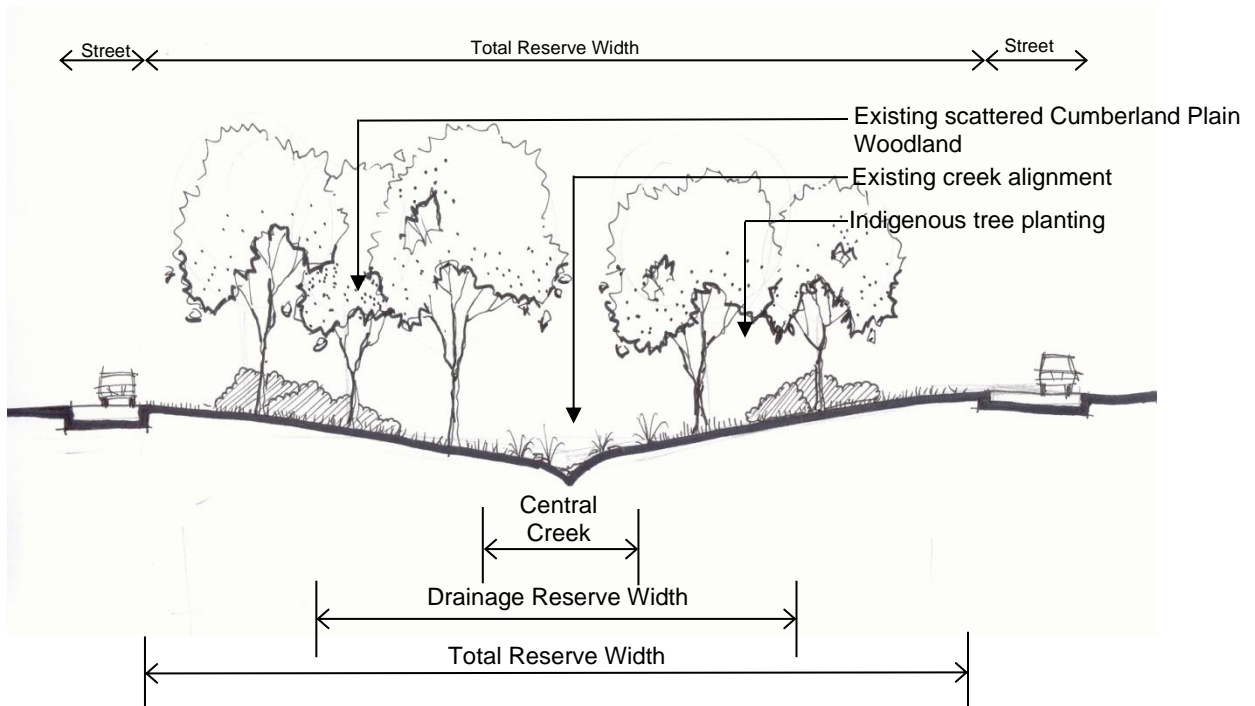 Street
Total Reserve Width
Street
Existing scattered Cumberland Plain
Woodland
Existing creek alignment
Indigenous tree planting
Central
Creek
Drainage Reserve Width
Total Reserve Width